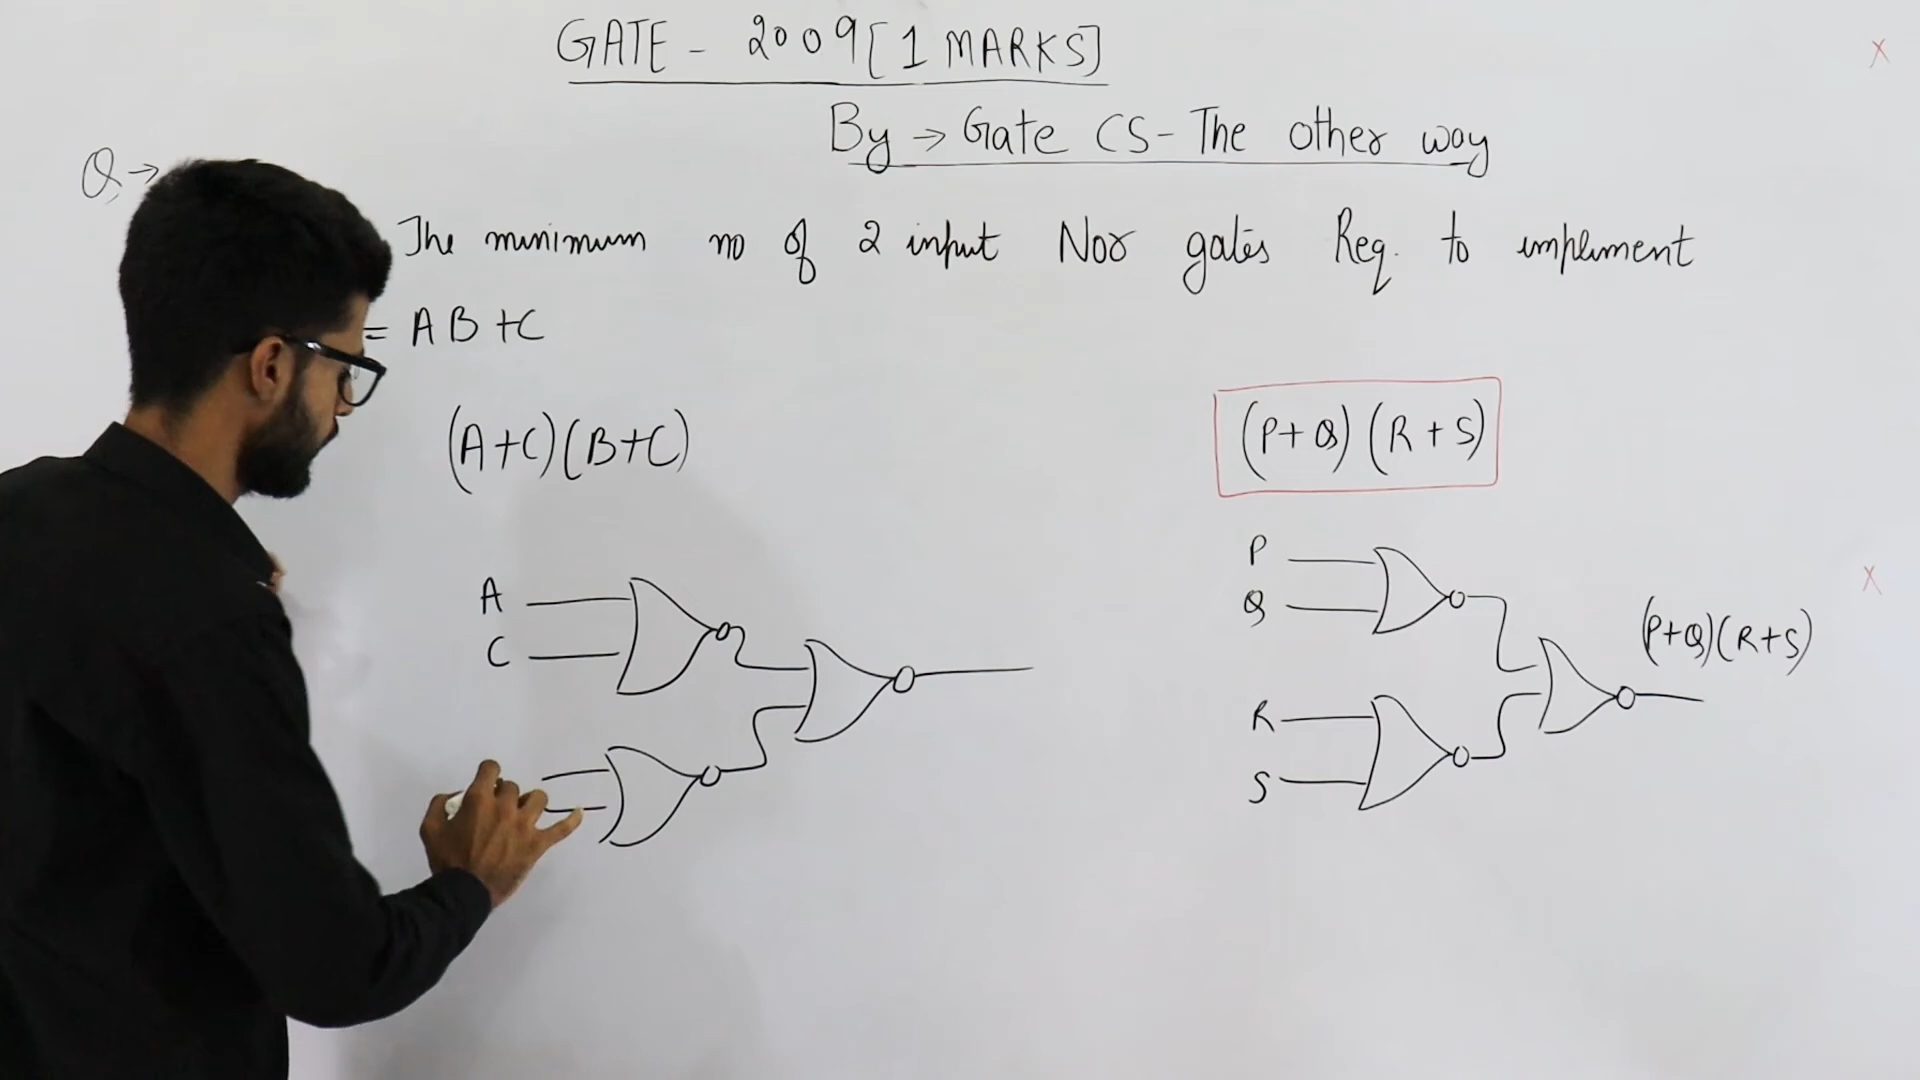 GATE - 2009 [1 MARKS]
By → Gate CS - The other way
Q →
The minimum no of 2 input Nor gates Req. to implement
= AB+C
(A+C)(B+C)
(P+Q) (R+S)
A
C
P
Q
R
S
(P+Q)(R+S)
X
X